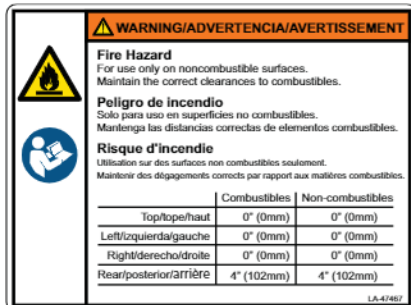 WARNING/ADVERTENCIA/AVERTISSEMENT
Fire Hazard
For use only on noncombustible surfaces.
Maintain the correct clearances to combustibles.
Peligro de incendio
Solo para uso en superficies no combustibles.
Mantenga las distancias correctas de elementos combustibles.
Risque d'incendie
Utilisation sur des surfaces non combustibles seulement.
Maintenir des dégagements corrects par rapport aux matières combustibles.
Combustibles Non-combustibles
Top/tope/haut 0" (0mm) 0" (0mm)
Left/izquierda/gauche 0" (0mm) 0" (0mm)
Right/derecho/droite 0" (0mm) 0" (0mm)
Rear/posterior/arrière 4" (102mm) 4" (102mm)
LA-47467